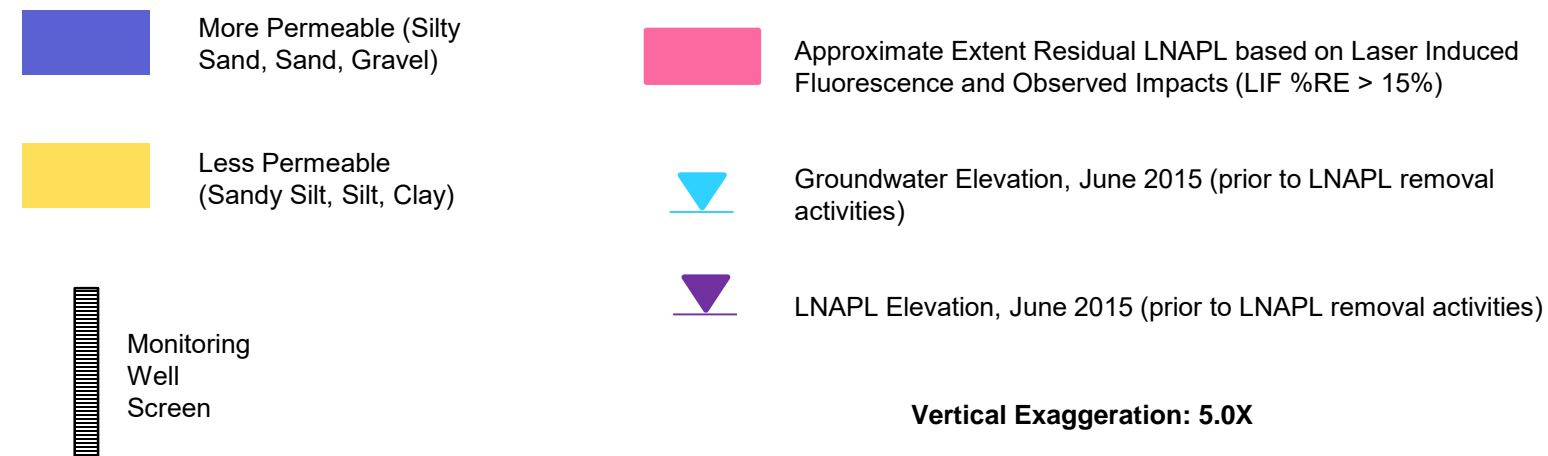 More Permeable (Silty
Sand, Sand, Gravel)
Less Permeable
(Sandy Silt, Silt, Clay)
Monitoring
Well
Screen
Approximate Extent Residual LNAPL based on Laser Induced
Fluorescence and Observed Impacts (LIF %RE > 15%)
Groundwater Elevation, June 2015 (prior to LNAPL removal
activities)
LNAPL Elevation, June 2015 (prior to LNAPL removal activities)
Vertical Exaggeration: 5.0X